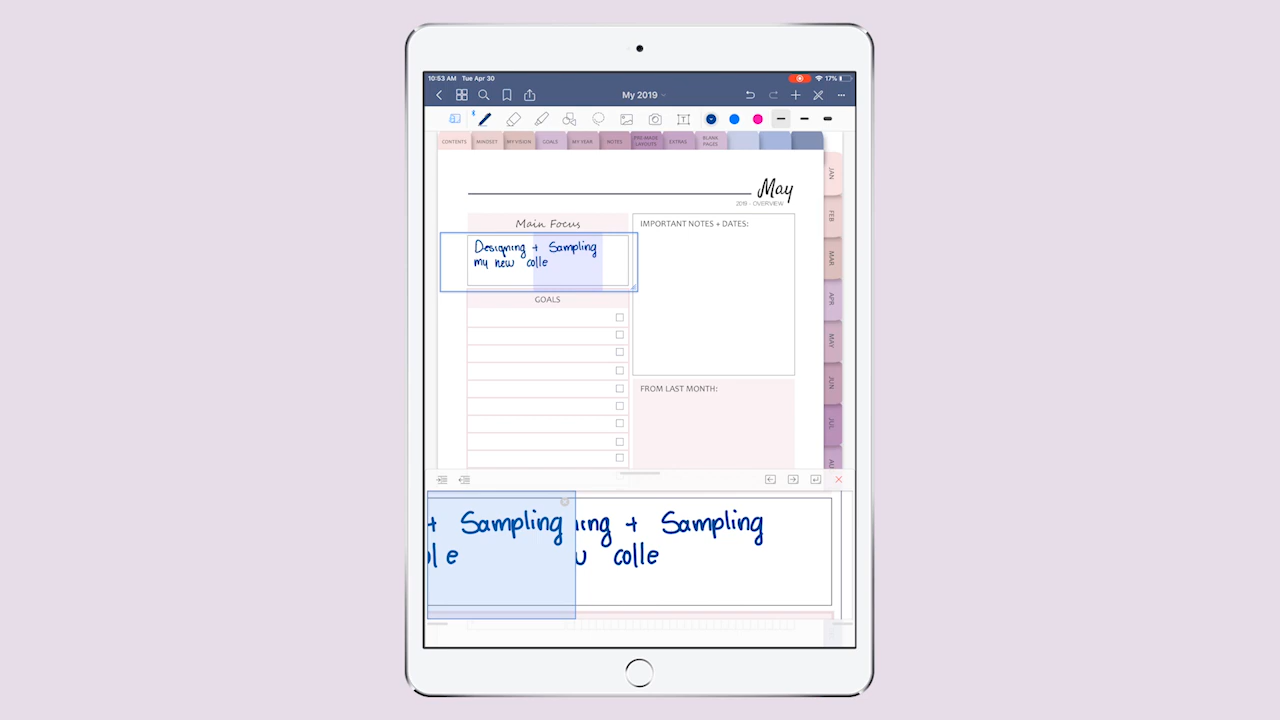 10:53 AM Tue Apr 30
17%
My 2019
CONTENTS
MINDSET
MY VISION
GOALS
MY YEAR
NOTES
PRE-MADE
LAYOUTS
EXTRAS
BLANK
PAGES
May
2019 - OVERVIEW
Main Focus
Designing + Sampling
my new colle
GOALS
IMPORTANT NOTES + DATES:
FROM LAST MONTH:
JAN
FEB
MAR
APR
MAY
JUN
JUL
+ Sampling
ning + Sampling
colle